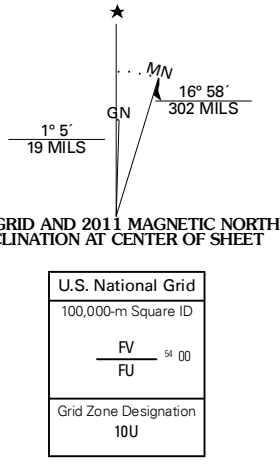 MN
GN
16° 58´
302 MILS
1° 5´
19 MILS
GRID AND 2011 MAGNETIC NORTH
CLINATION AT CENTER OF SHEET
U.S. National Grid
100,000-m Square ID
FV
54 00
FU
Grid Zone Designation
10U